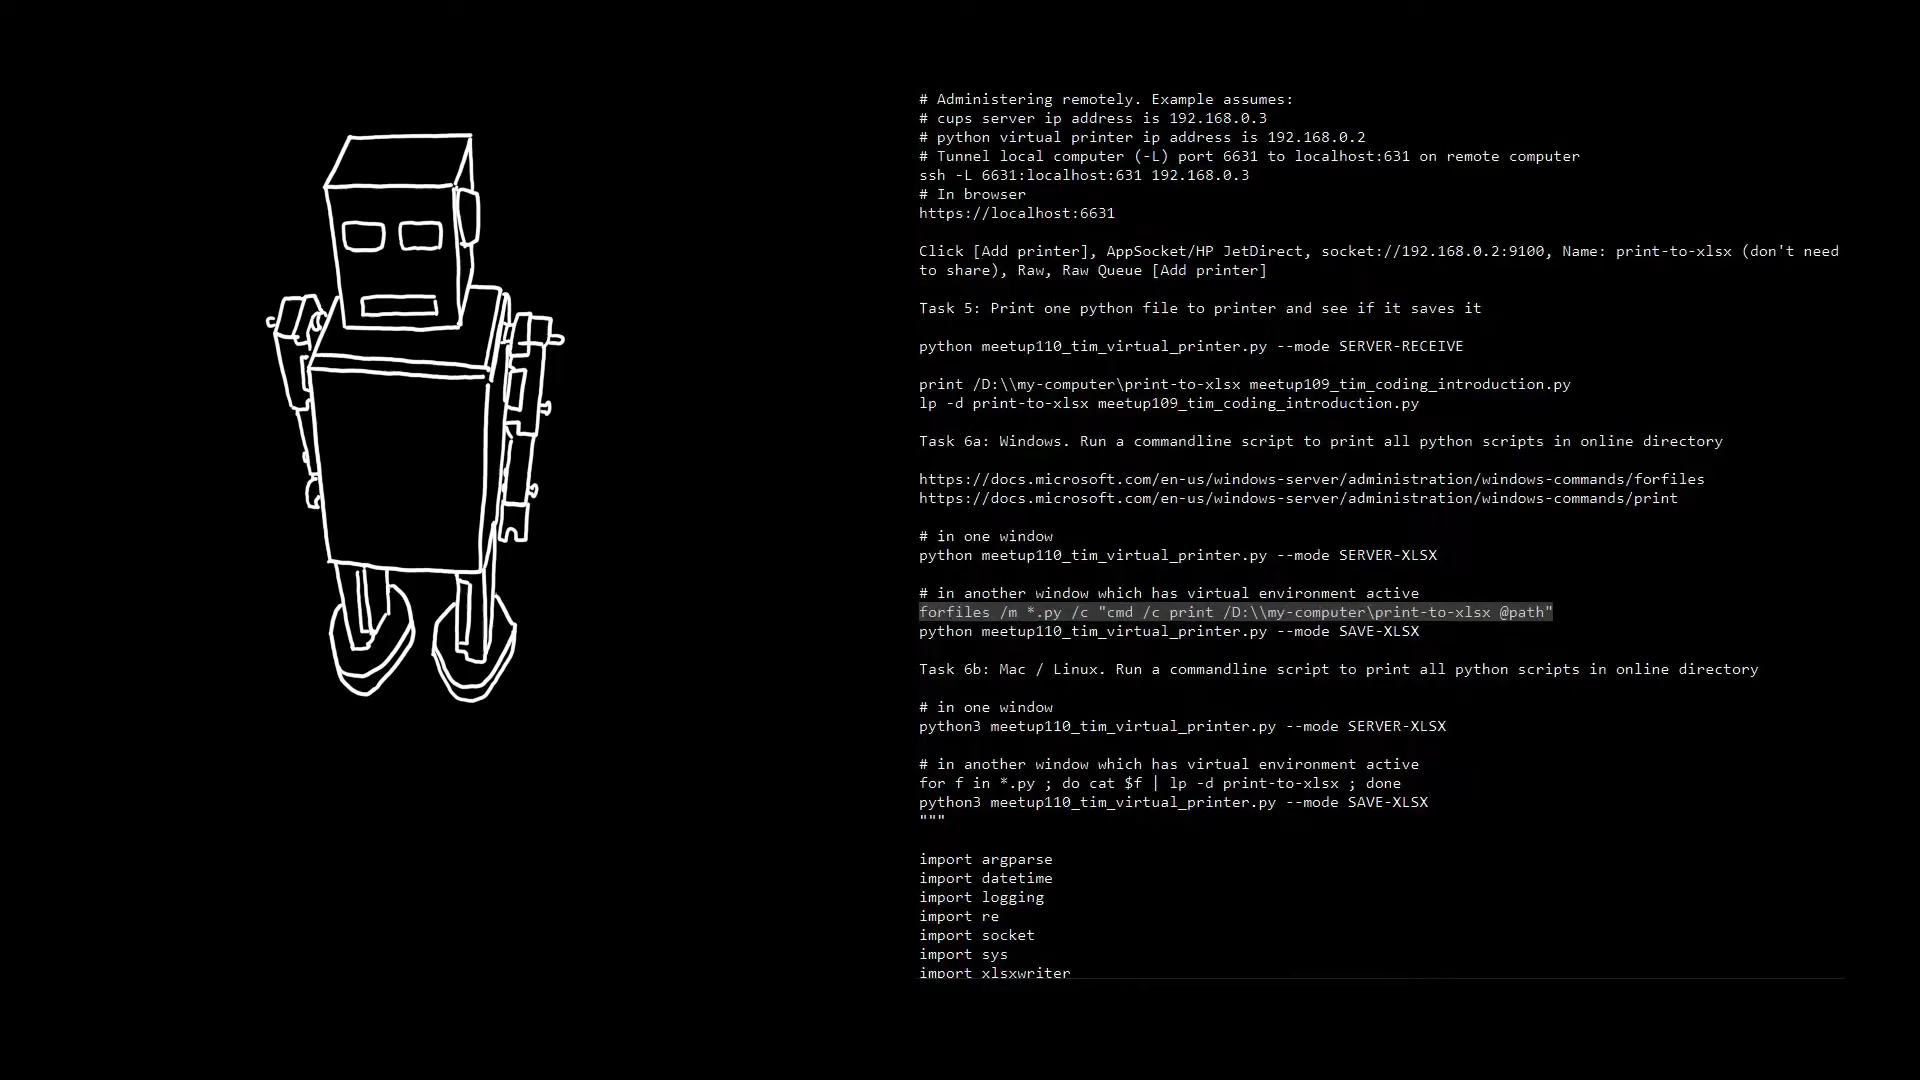 # Administering remotely. Example assumes:
# cups server ip address is 192.168.0.3
# python virtual printer ip address is 192.168.0.2
# Tunnel local computer (-L) port 6631 to localhost:631 on remote computer
ssh -L 6631:localhost:631 192.168.0.3
# In browser
https://localhost:6631
Click [Add printer], AppSocket/HP JetDirect, socket://192.168.0.2:9100, Name: print-to-xlsx (don't need
to share), Raw, Raw Queue [Add printer]
Task 5: Print one python file to printer and see if it saves it
python meetup110_tim_virtual_printer.py --mode SERVER-RECEIVE
print /D:\\my-computer\print-to-xlsx meetup109_tim_coding_introduction.py
lp -d print-to-xlsx meetup109_tim_coding_introduction.py
Task 6a: Windows. Run a commandline script to print all python scripts in online directory
https://docs.microsoft.com/en-us/windows-server/administration/windows-commands/forfiles
https://docs.microsoft.com/en-us/windows-server/administration/windows-commands/print
# in one window
python meetup110_tim_virtual_printer.py --mode SERVER-XLSX
# in another window which has virtual environment active
forfiles /m *.py /c "cmd /c print /D:\\my-computer\print-to-xlsx @path"
python meetup110_tim_virtual_printer.py --mode SAVE-XLSX
Task 6b: Mac / Linux. Run a commandline script to print all python scripts in online directory
# in one window
python3 meetup110_tim_virtual_printer.py --mode SERVER-XLSX
# in another window which has virtual environment active
for f in *.py ; do cat $f | lp -d print-to-xlsx ; done
python3 meetup110_tim_virtual_printer.py --mode SAVE-XLSX
"""
import argparse
import datetime
import logging
import re
import socket
import sys
import xlsxwriter